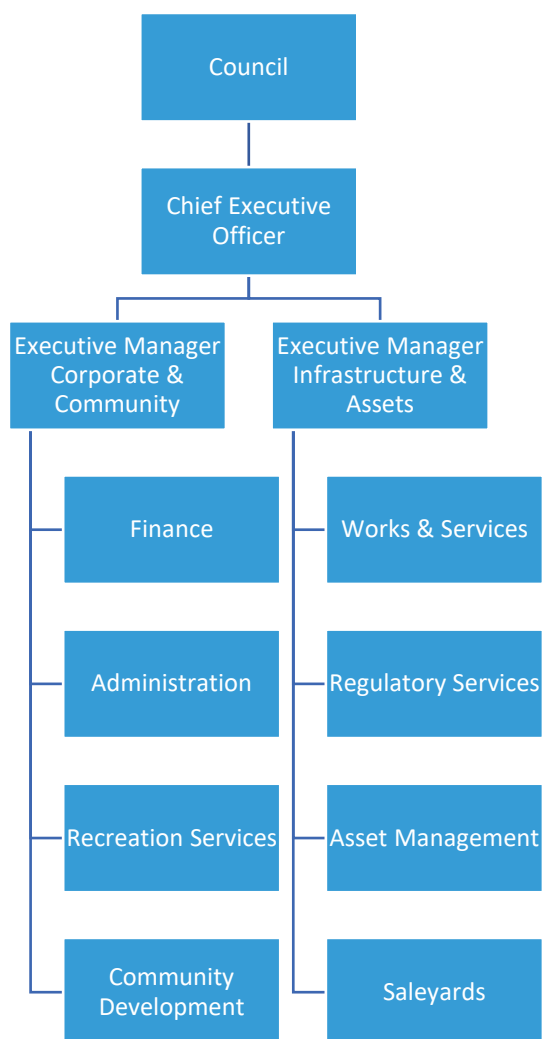 Council
Chief Executive
Officer
Executive Manager
Corporate &
Community
Executive Manager
Infrastructure &
Assets
Finance
Works & Services
Administration
Regulatory Services
Recreation Services
Asset Management
Community
Development
Saleyards